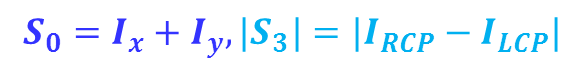 S₀ = Iₓ + I_y, |S₃| = |I_RCP − I_LCP|